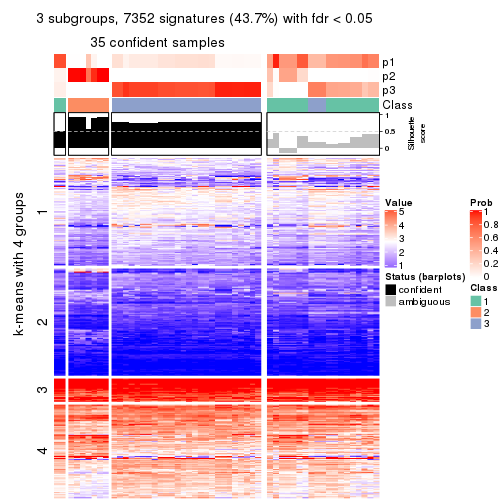 3 subgroups, 7352 signatures (43.7%) with fdr < 0.05
35 confident samples
p1
p2
p3
Class
1
0.5
0
Silhouette
score
k-means with 4 groups
1
2
3
4
Value
5
4
3
2
1
Status (barplots)
confident
ambiguous
Prob
1
0.8
0.6
0.4
0.2
0
Class
1
2
3